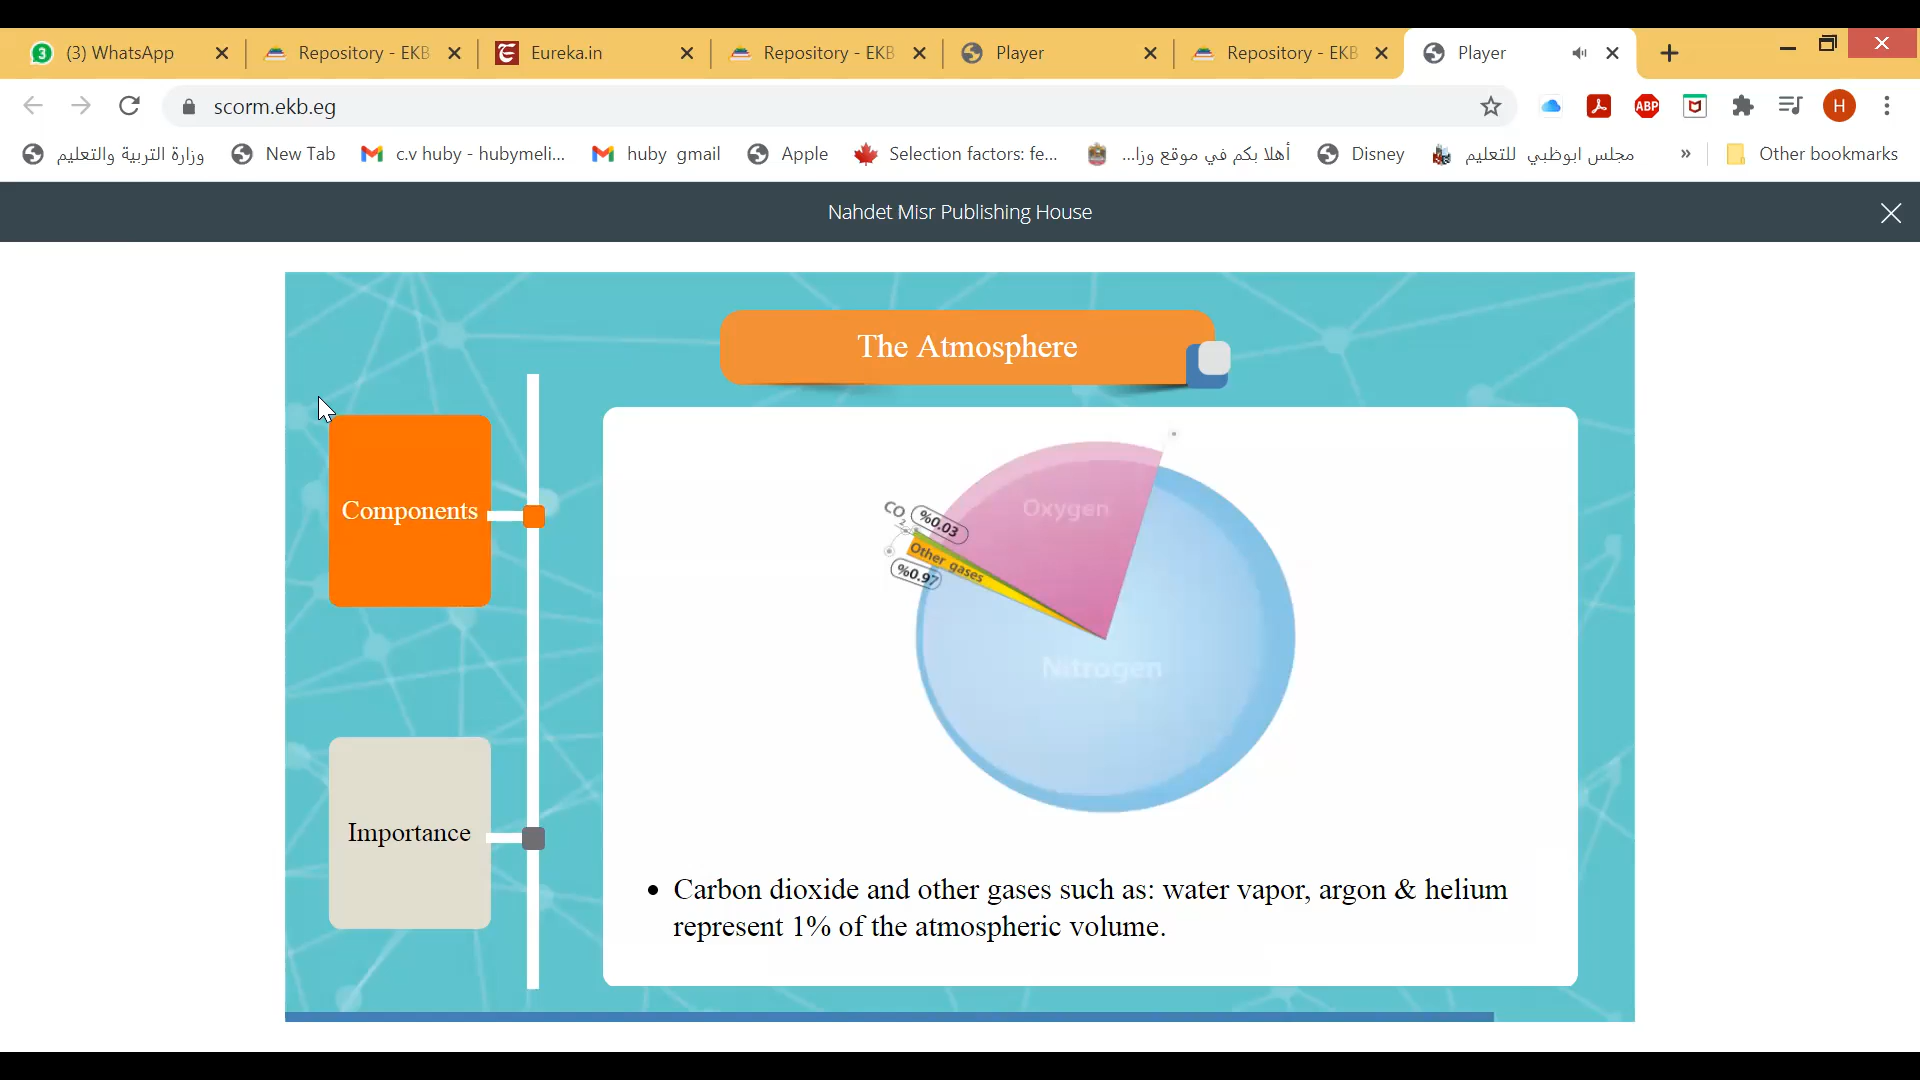 3 (3) WhatsApp
Repository - EKB
Eureka.in
Repository - EKB
Player
Repository - EKB
Player
scorm.ekb.eg
ABP
H
وزارة التربية والتعليم
New Tab
c.v huby - hubymeli...
huby gmail
Apple
Selection factors: fe...
أهلا بكم في موقع وزا...
Disney
مجلس ابوظبي للتعليم
»
Other bookmarks
Nahdet Misr Publishing House
The Atmosphere
Components
Importance
Oxygen
CO2
%0.03
Other gases
%0.97
Nitrogen
• Carbon dioxide and other gases such as: water vapor, argon & helium
represent 1% of the atmospheric volume.